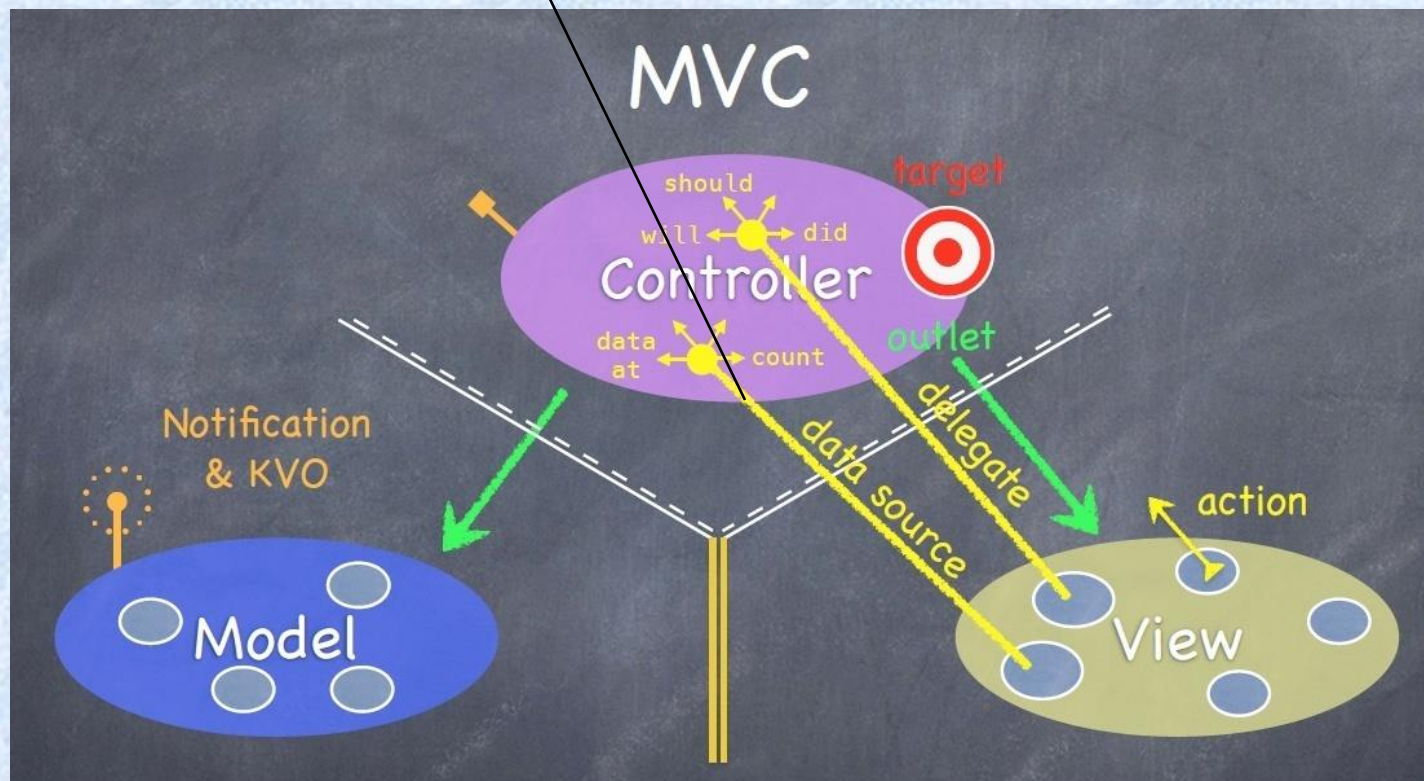 MVC
target
should
will
did
Controller
outlet
data
at
count
delegate
Notification
& KVO
data source
action
Model
View